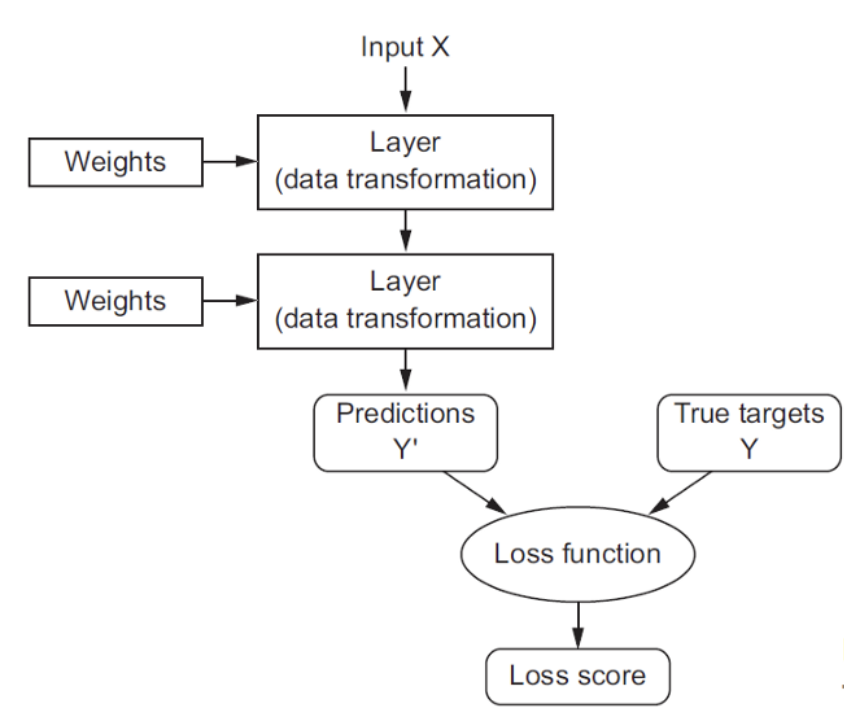 Input X
Layer
(data transformation)
Weights
Layer
(data transformation)
Weights
Predictions
Y'
True targets
Y
Loss function
Loss score